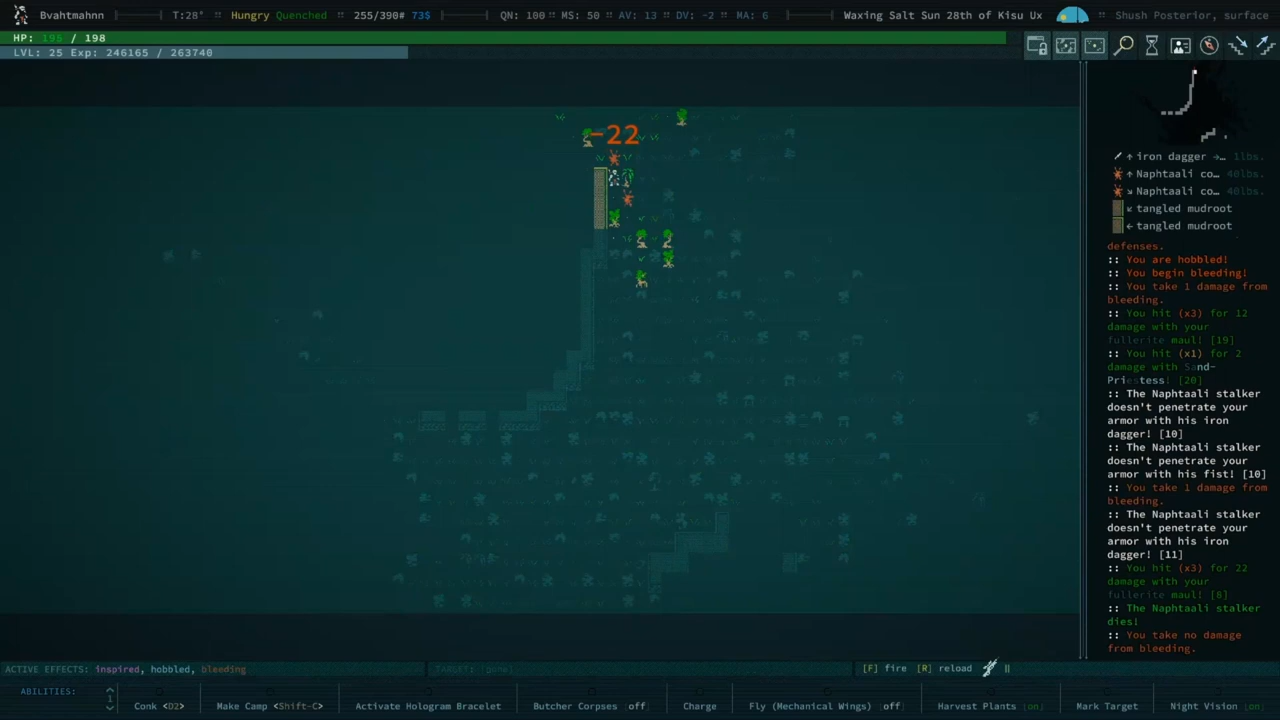 Bvahtmahnn T:28° Hungry Quenched 255/390# 73$ QN: 100 MS: 50 AV: 13 DV: -2 MA: 6 Waxing Salt Sun 28th of Kisu Ux Shush Posterior, surface
HP: 195 / 198
LVL: 25 Exp: 246165 / 263740
-22
iron dagger →… 1lbs.
Naphtaali co… 40lbs.
Naphtaali co… 40lbs.
tangled mudroot
tangled mudroot
defenses.
:: You are hobbled!
:: You begin bleeding!
:: You take 1 damage from
bleeding.
:: You hit (x3) for 12
damage with your
fullerite maul! [19]
:: You hit (x1) for 2
damage with Sand-
Priestess! [20]
:: The Naphtaali stalker
doesn't penetrate your
armor with his iron
dagger! [10]
:: The Naphtaali stalker
doesn't penetrate your
armor with his fist! [10]
:: You take 1 damage from
bleeding.
:: The Naphtaali stalker
doesn't penetrate your
armor with his iron
dagger! [11]
:: You hit (x3) for 22
damage with your
fullerite maul! [8]
:: The Naphtaali stalker
dies!
:: You take no damage
from bleeding.
ACTIVE EFFECTS: inspired, hobbled, bleeding TARGET: [none] [F] fire [R] reload
ABILITIES: 1 Conk <D2> Make Camp <Shift-C> Activate Hologram Bracelet Butcher Corpses [off] Charge Fly (Mechanical Wings) [off] Harvest Plants [on] Mark Target Night Vision [on]